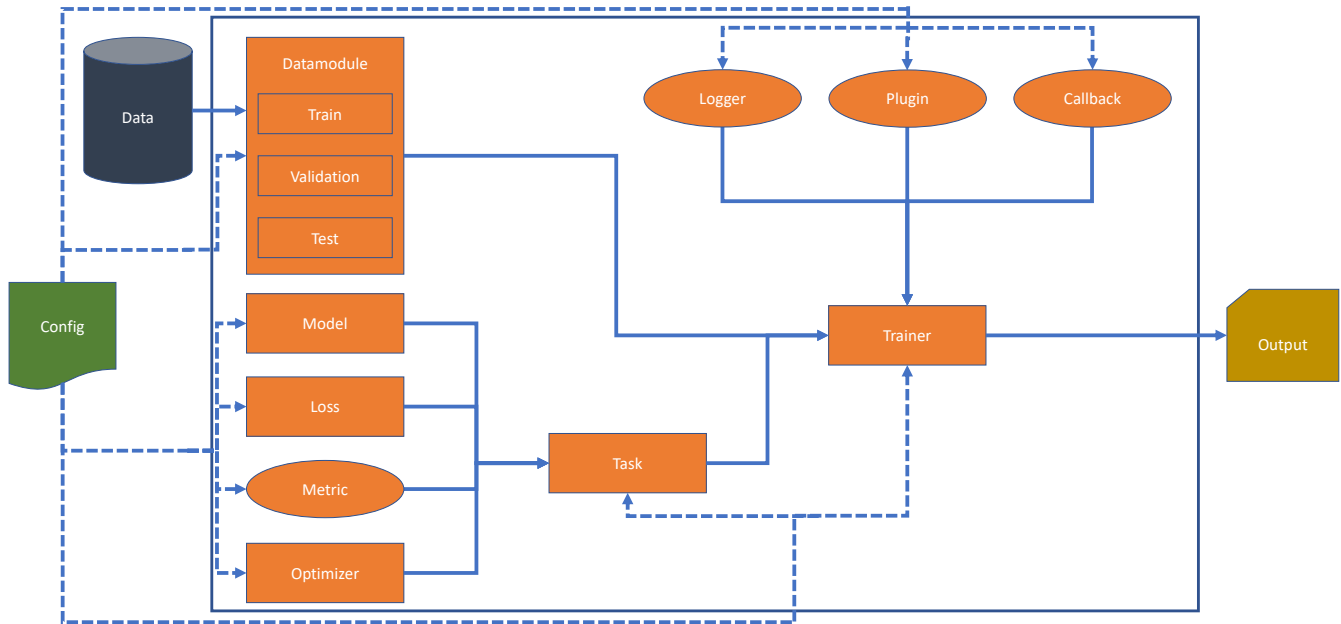 Data
Datamodule
Train
Validation
Test
Logger
Plugin
Callback
Config
Model
Loss
Metric
Optimizer
Task
Trainer
Output